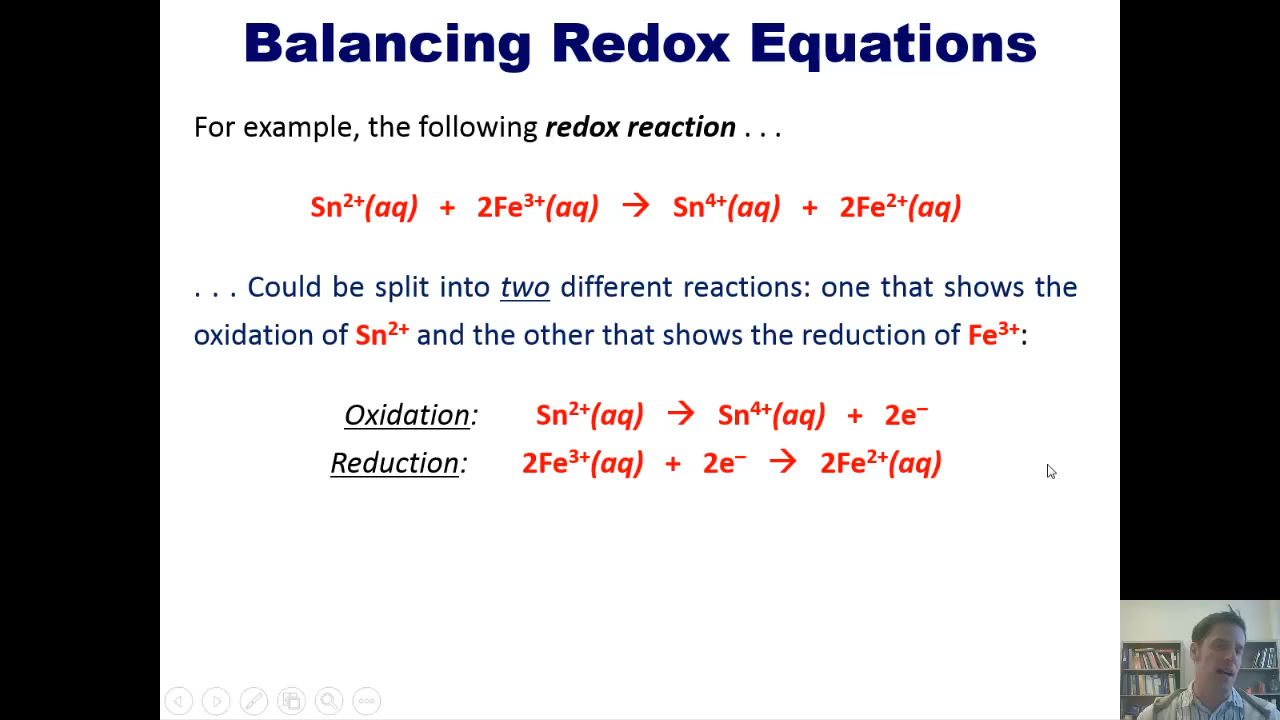 Balancing Redox Equations
For example, the following redox reaction . . .
Sn²⁺(aq) + 2Fe³⁺(aq) → Sn⁴⁺(aq) + 2Fe²⁺(aq)
. . . Could be split into two different reactions: one that shows the
oxidation of Sn²⁺ and the other that shows the reduction of Fe³⁺:
Oxidation: Sn²⁺(aq) → Sn⁴⁺(aq) + 2e⁻
Reduction: 2Fe³⁺(aq) + 2e⁻ → 2Fe²⁺(aq)